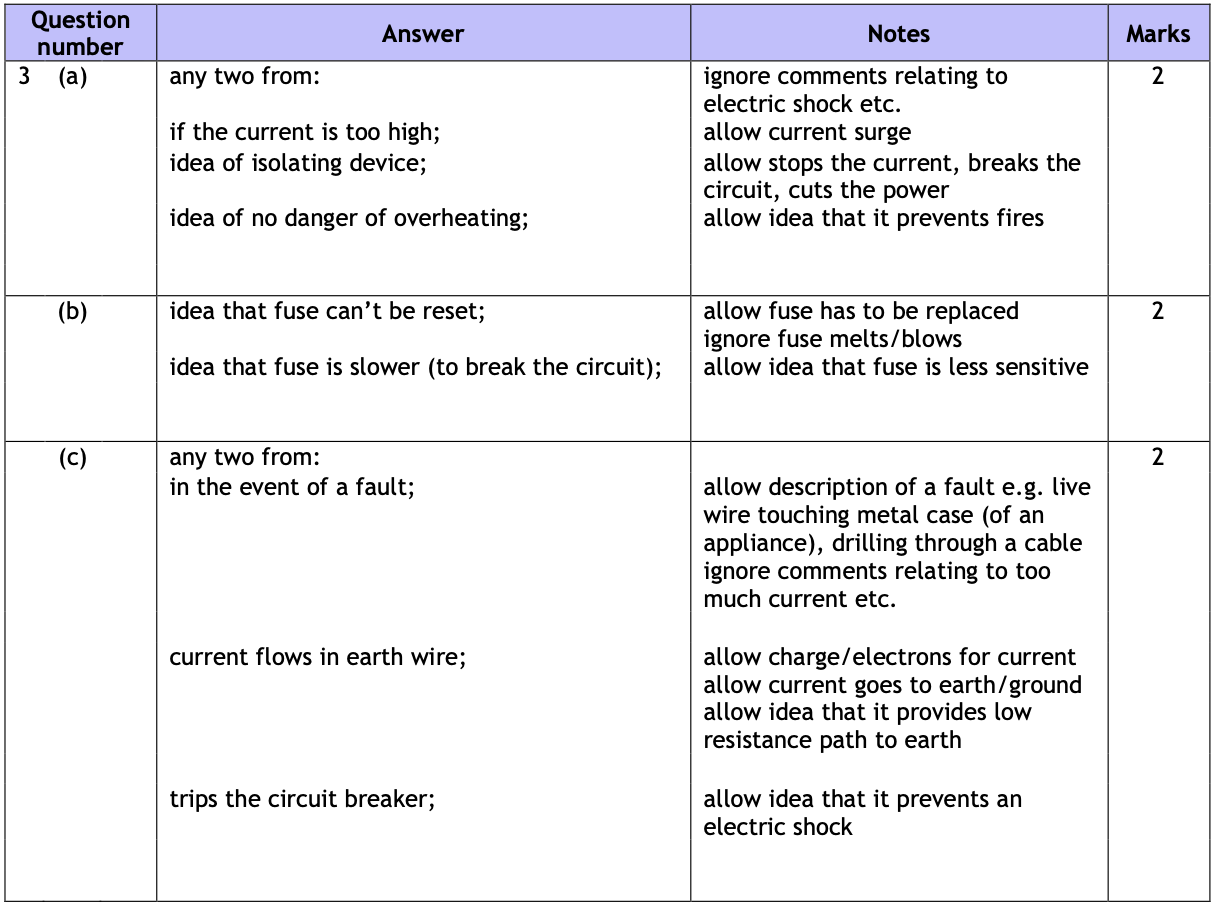 Question
number
Answer
Notes
Marks
3 (a)
any two from:
ignore comments relating to
electric shock etc.
2
if the current is too high;
allow current surge
idea of isolating device;
allow stops the current, breaks the
circuit, cuts the power
idea of no danger of overheating;
allow idea that it prevents fires
(b)
idea that fuse can’t be reset;
allow fuse has to be replaced
ignore fuse melts/blows
2
idea that fuse is slower (to break the circuit);
allow idea that fuse is less sensitive
(c)
any two from:
2
in the event of a fault;
allow description of a fault e.g. live
wire touching metal case (of an
appliance), drilling through a cable
ignore comments relating to too
much current etc.
current flows in earth wire;
allow charge/electrons for current
allow current goes to earth/ground
allow idea that it provides low
resistance path to earth
trips the circuit breaker;
allow idea that it prevents an
electric shock